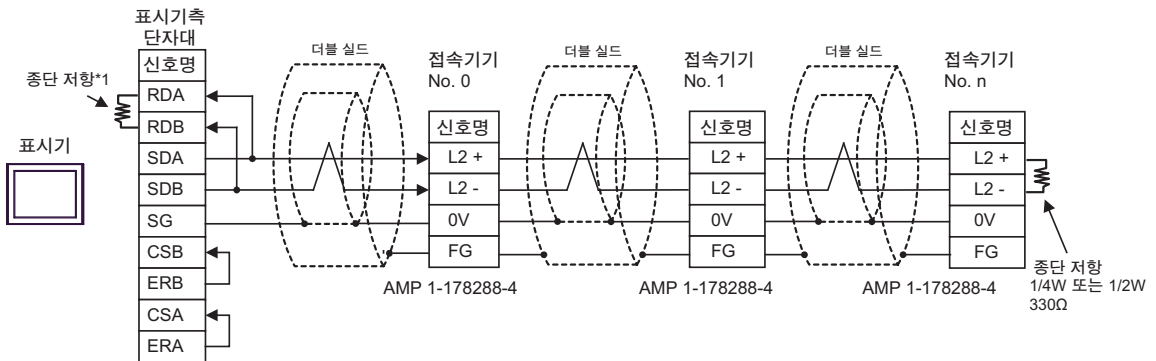 표시기측
단자대
신호명
RDA
RDB
SDA
SDB
SG
CSB
ERB
CSA
ERA
종단 저항*1
표시기
더블 실드
접속기기
No. 0
신호명
L2 +
L2 -
0V
FG
AMP 1-178288-4
더블 실드
접속기기
No. 1
신호명
L2 +
L2 -
0V
FG
AMP 1-178288-4
더블 실드
접속기기
No. n
신호명
L2 +
L2 -
0V
FG
AMP 1-178288-4
종단 저항
1/4W 또는 1/2W
330Ω